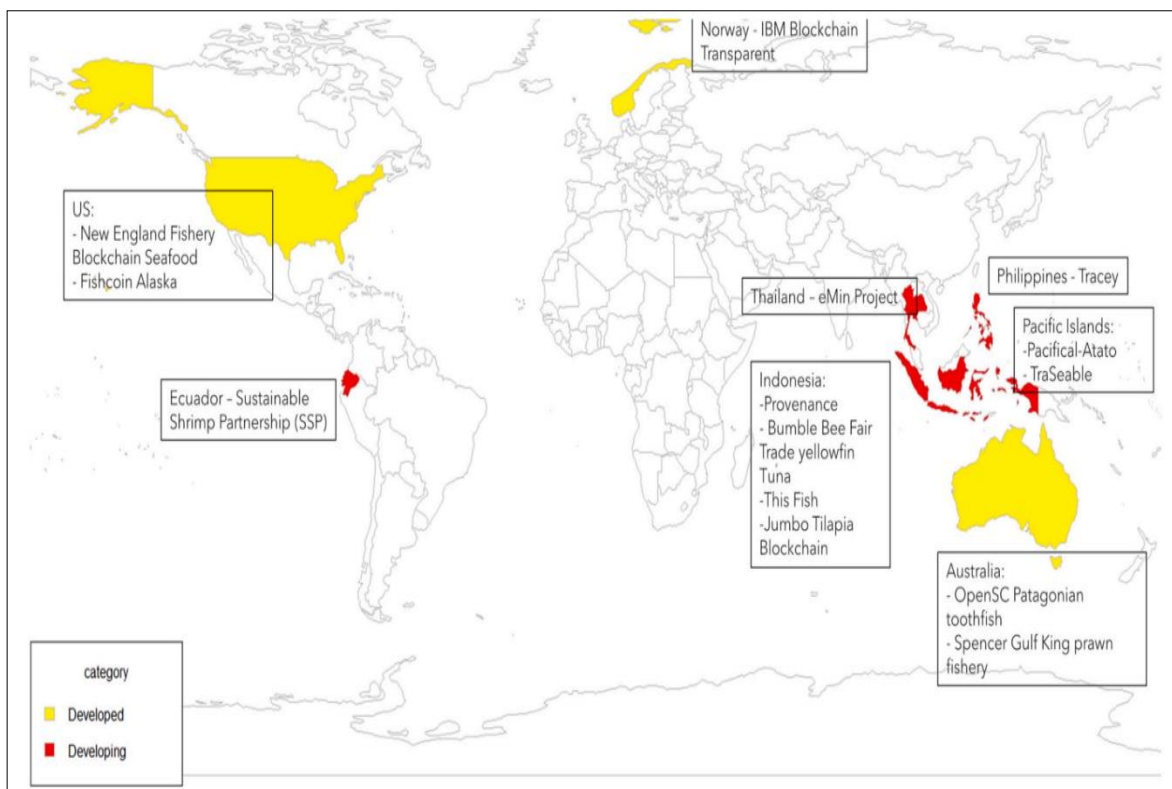 Norway - IBM Blockchain
Transparent
US:
- New England Fishery
Blockchain Seafood
- Fishcoin Alaska
Thailand - eMin Project
Philippines - Tracey
Pacific Islands:
-Pacifical-Atato
- TraSeable
Ecuador - Sustainable
Shrimp Partnership (SSP)
Indonesia:
-Provenance
- Bumble Bee Fair
Trade yellowfin
Tuna
-This Fish
-Jumbo Tilapia
Blockchain
Australia:
- OpenSC Patagonian
toothfish
- Spencer Gulf King prawn
fishery
category
Developed
Developing